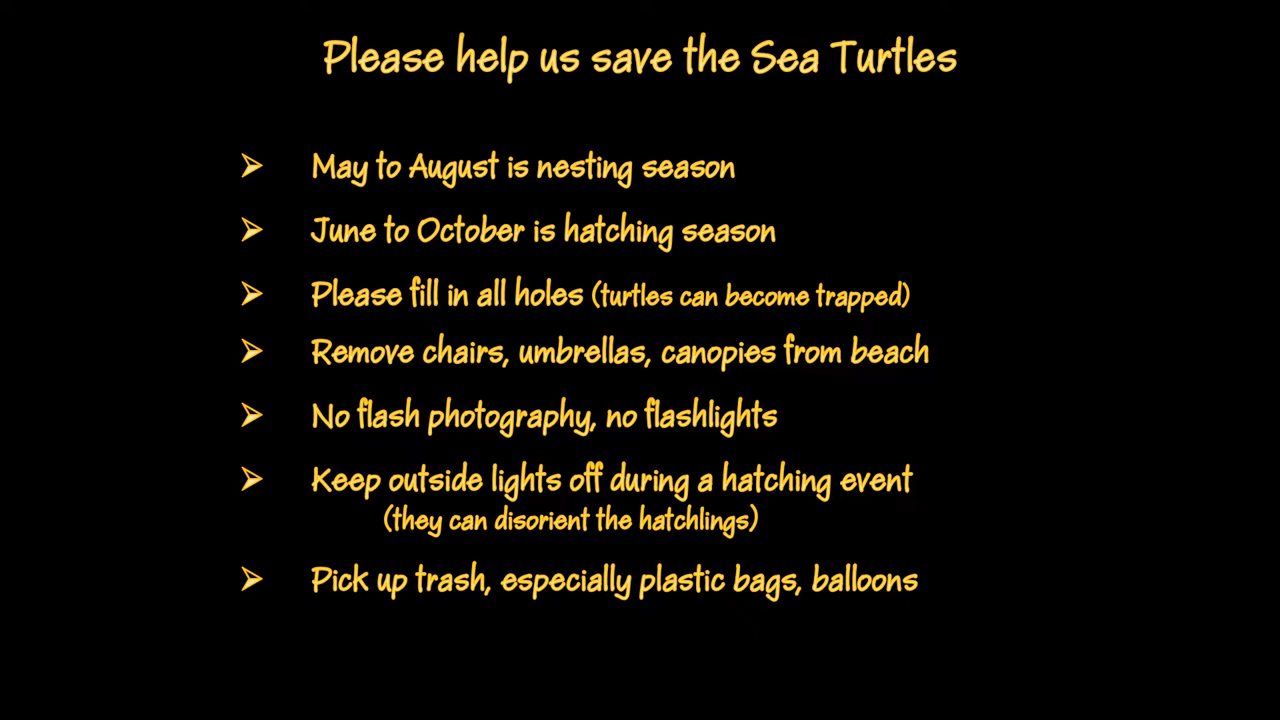 Please help us save the Sea Turtles
➢ May to August is nesting season
➢ June to October is hatching season
➢ Please fill in all holes (turtles can become trapped)
➢ Remove chairs, umbrellas, canopies from beach
➢ No flash photography, no flashlights
➢ Keep outside lights off during a hatching event
(they can disorient the hatchlings)
➢ Pick up trash, especially plastic bags, balloons